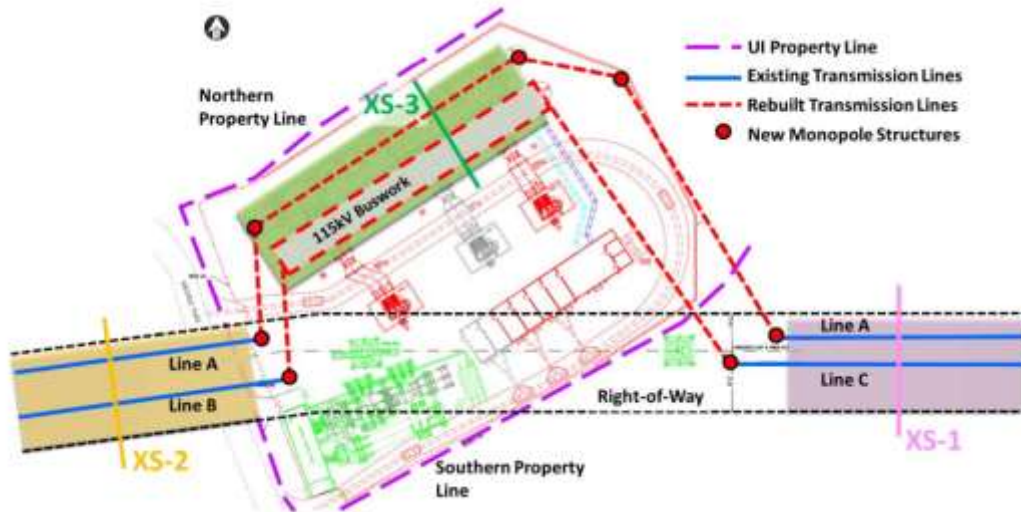 UI Property Line
Existing Transmission Lines
Rebuilt Transmission Lines
New Monopole Structures
Northern
Property Line
XS-3
115kV Buswork
Line A
Line B
XS-2
Line A
Line C
Right-of-Way
XS-1
Southern Property
Line